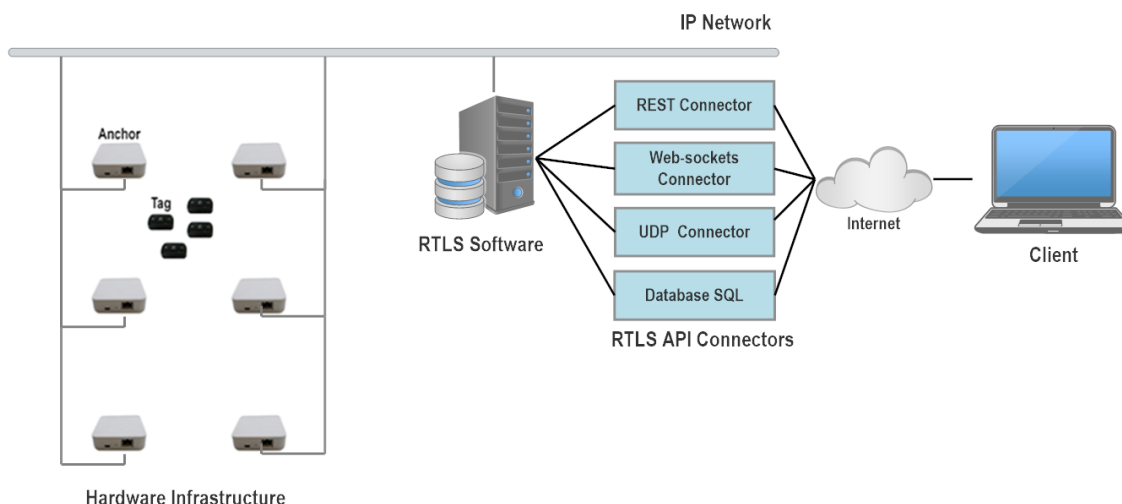 IP Network
Anchor
Tag
RTLS Software
REST Connector
Web-sockets
Connector
UDP Connector
Database SQL
RTLS API Connectors
Internet
Client
Hardware Infrastructure